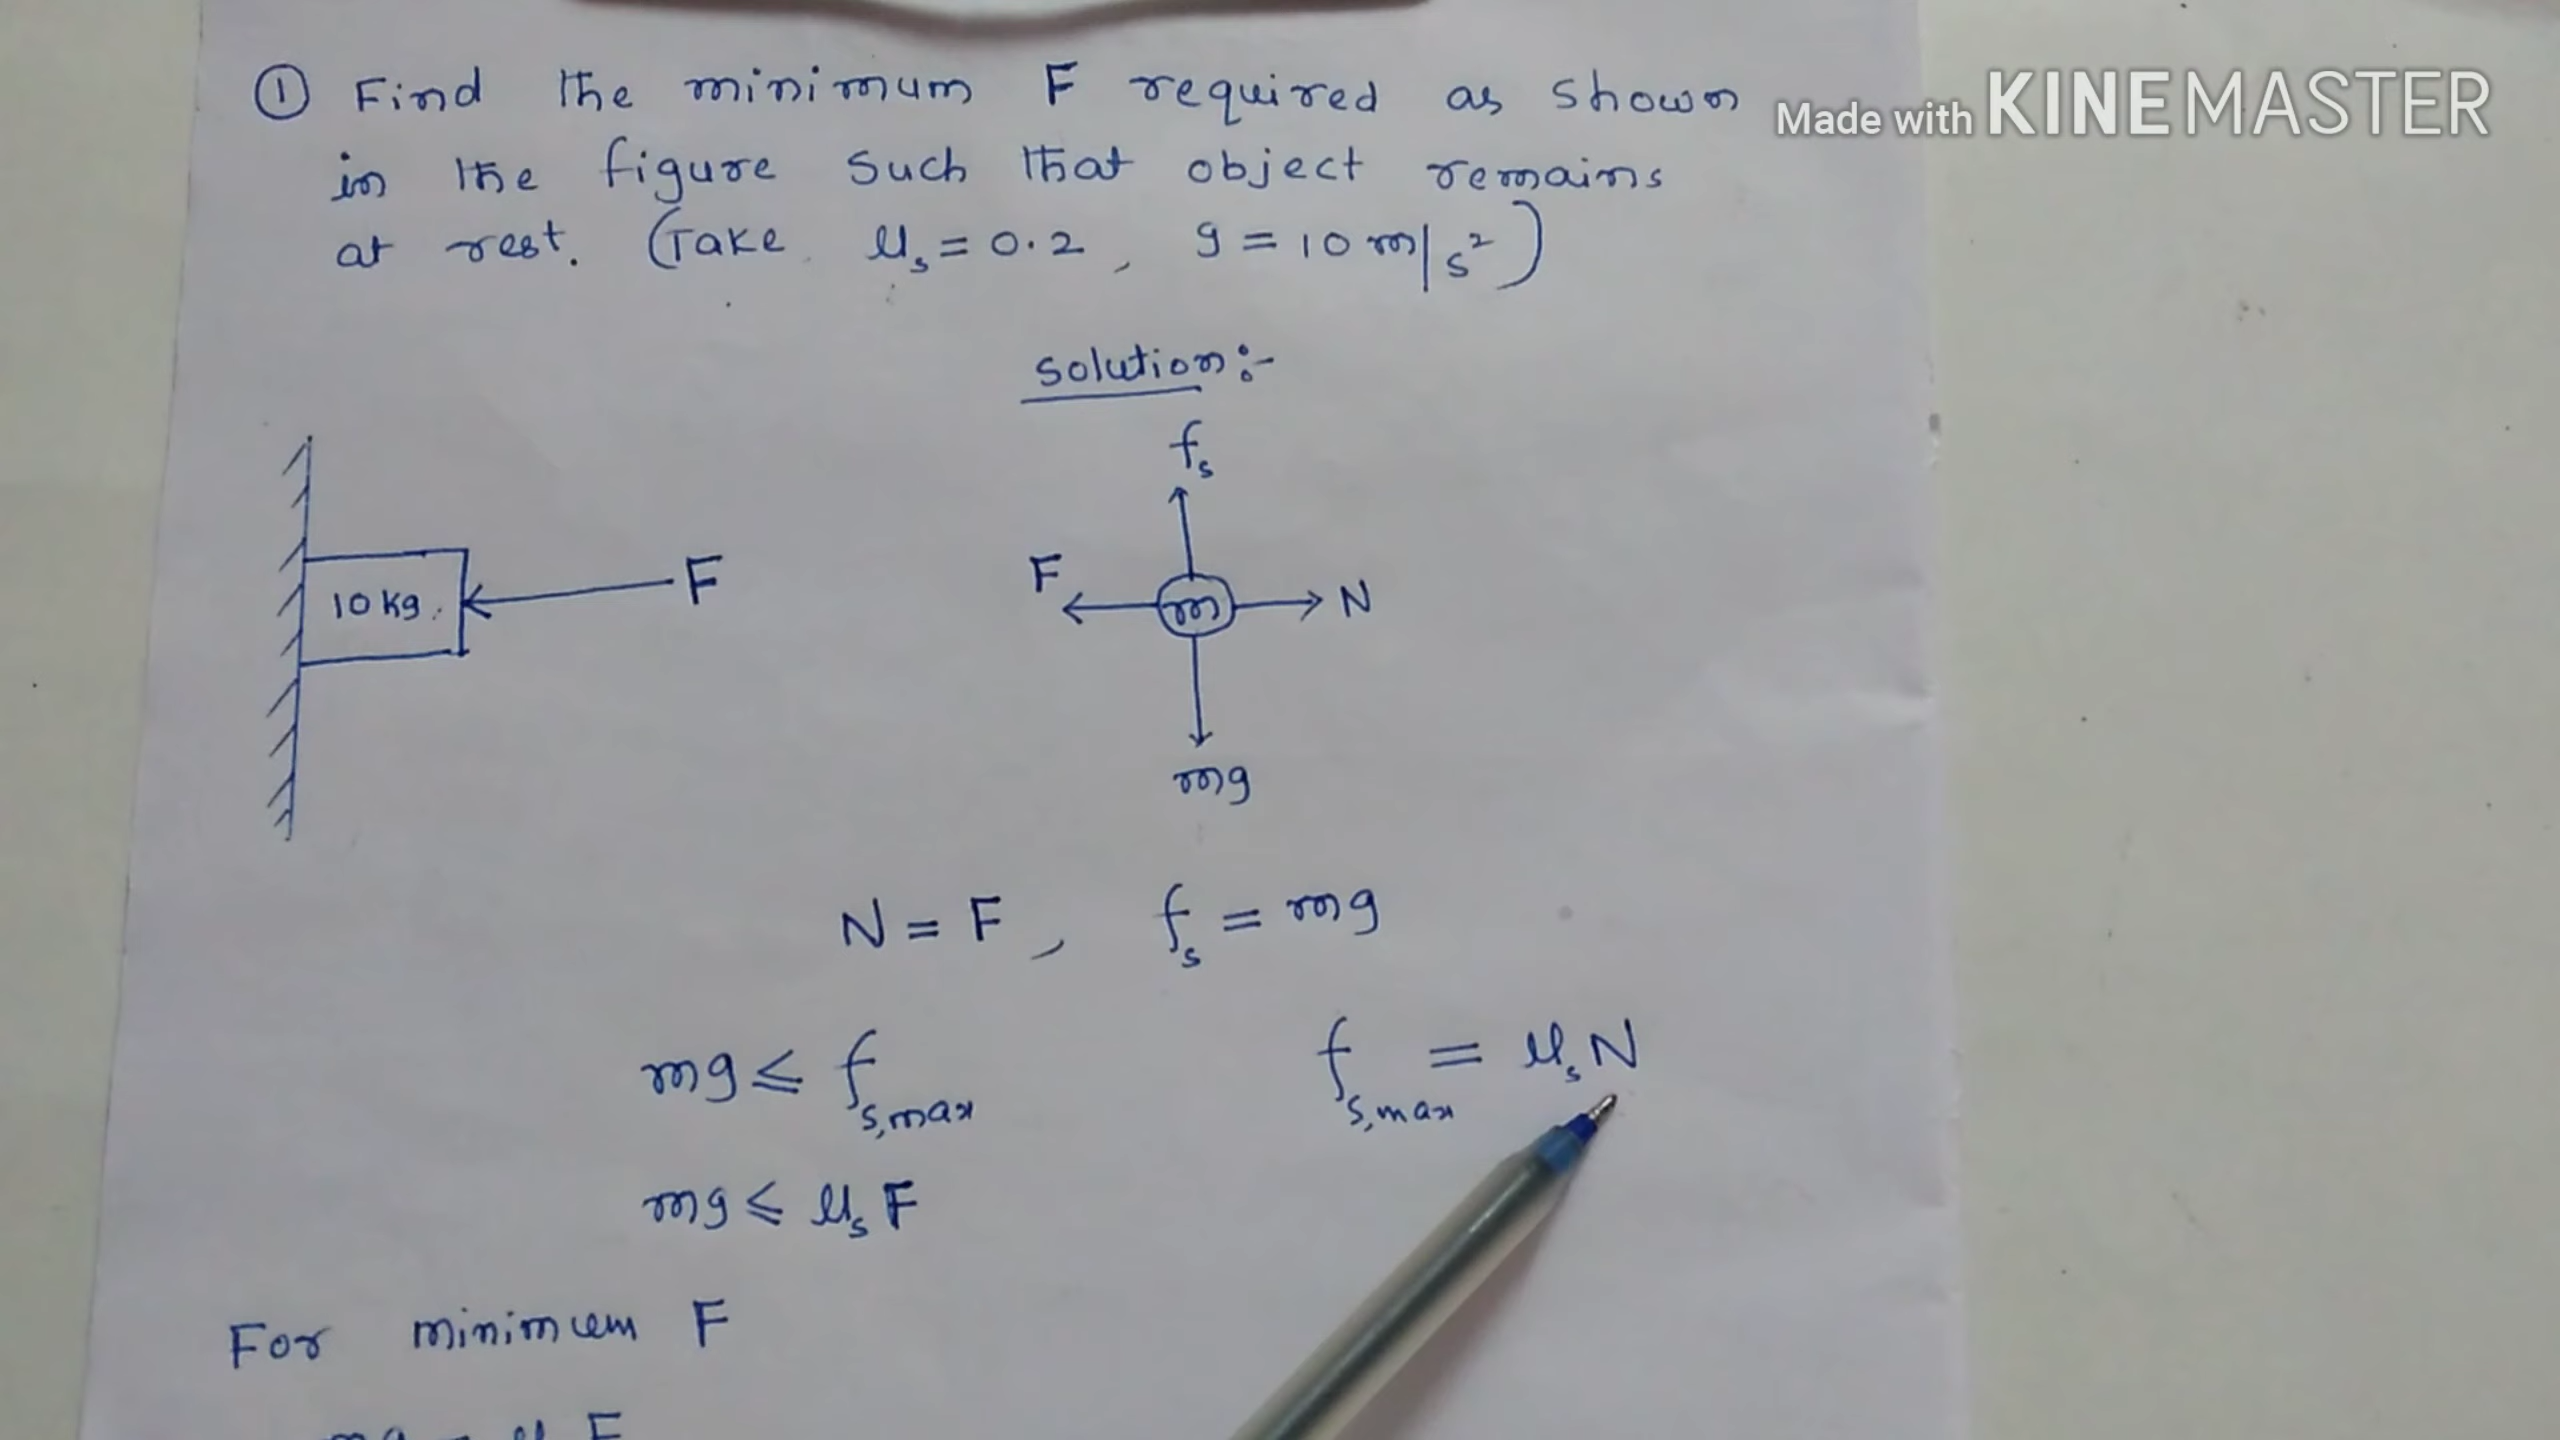 ① Find the minimum F required as shown
in the figure such that object remains
at rest. (Take μs = 0.2, g = 10 m/s²)
Made with KINEMASTER
Solution:-
fs
F
m
N
mg
10 kg
F
N = F, fs = mg
mg ≤ fs,max
fs,max = μsN
mg ≤ μs F
For minimum F